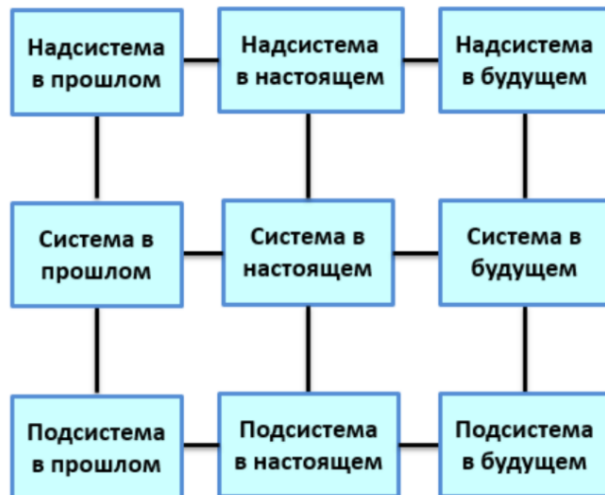 Надсистема
в прошлом
Надсистема
в настоящем
Надсистема
в будущем
Система в
прошлом
Система в
настоящем
Система в
будущем
Подсистема
в прошлом
Подсистема
в настоящем
Подсистема
в будущем